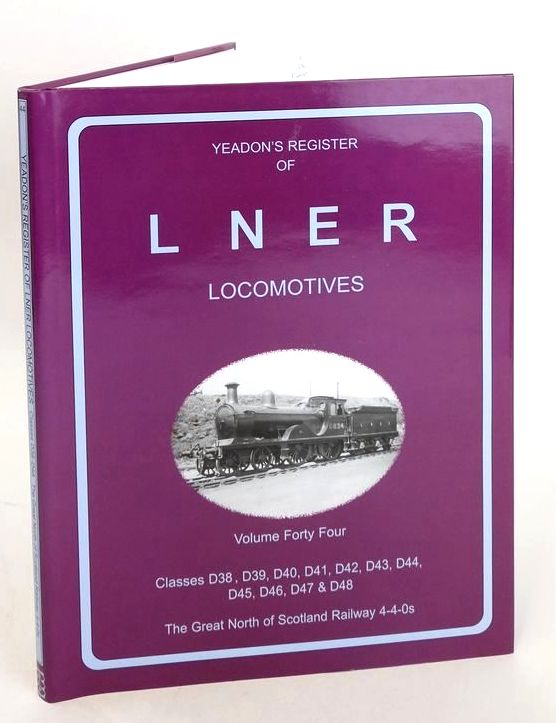 YEADON'S REGISTER
OF
L N E R
LOCOMOTIVES
Volume Forty Four
Classes D38, D39, D40, D41, D42, D43, D44,
D45, D46, D47 & D48
The Great North of Scotland Railway 4-4-0s
YEADON'S REGISTER OF LNER LOCOMOTIVES